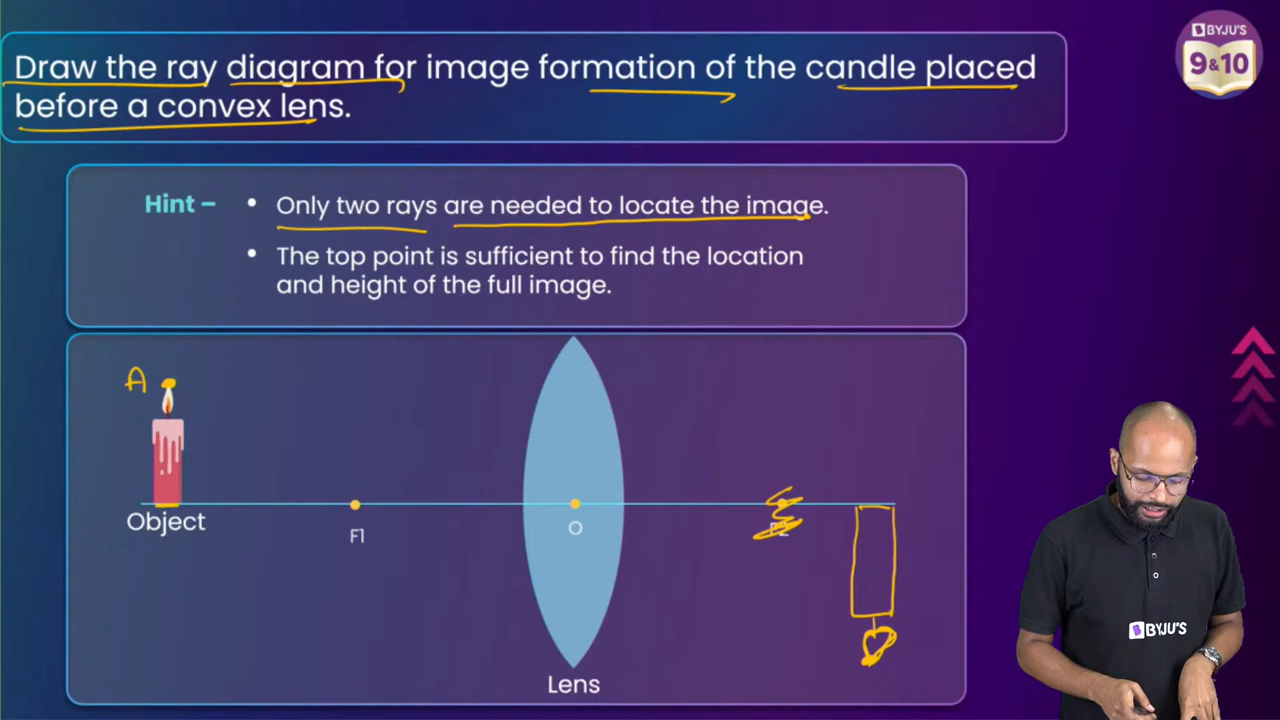 Draw the ray diagram for image formation of the candle placed
before a convex lens.
BYJU'S
9&10
Hint –
• Only two rays are needed to locate the image.
• The top point is sufficient to find the location
and height of the full image.
A
Object
F1
O
Lens
BYJU'S